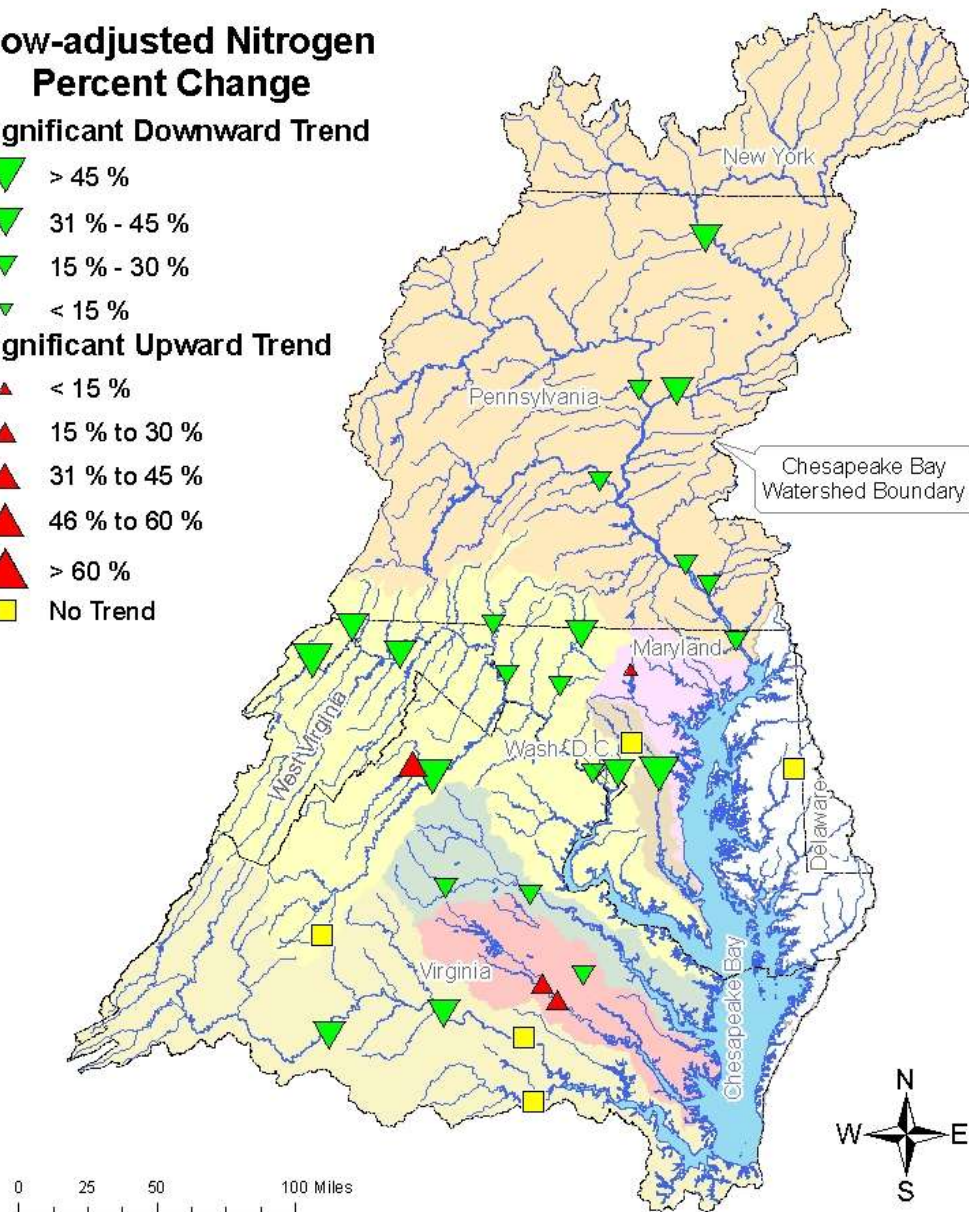 ow-adjusted Nitrogen
Percent Change
gnificant Downward Trend
> 45 %
31 % - 45 %
15 % - 30 %
< 15 %
gnificant Upward Trend
< 15 %
15 % to 30 %
31 % to 45 %
46 % to 60 %
> 60 %
No Trend
New York
Pennsylvania
Chesapeake Bay
Watershed Boundary
Maryland
West Virginia
Wash. D.C.
Delaware
Virginia
Chesapeake Bay
N
W E
S
0 25 50 100 Miles